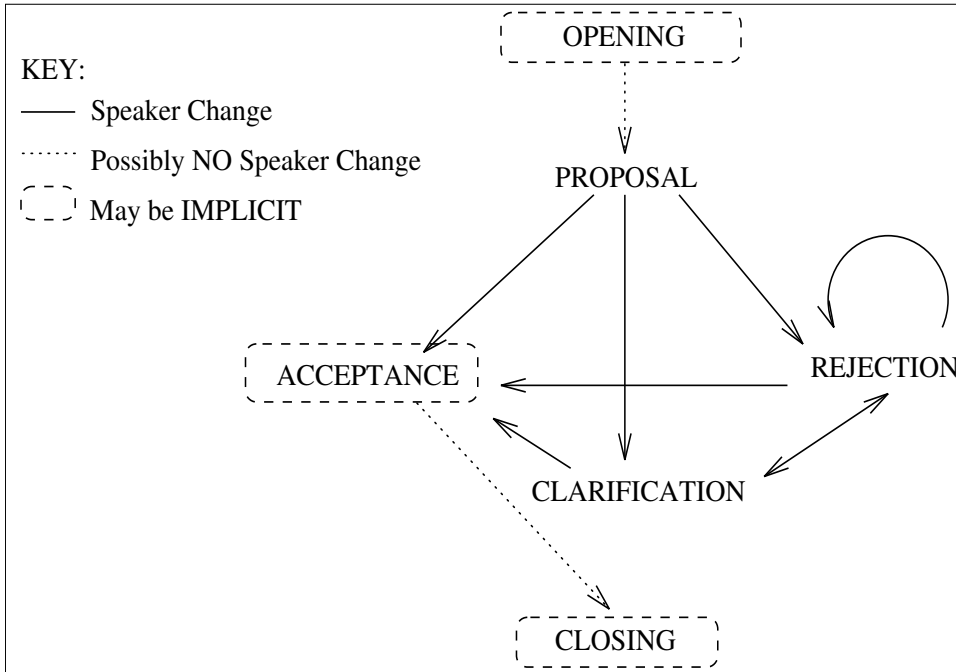 OPENING
KEY:
Speaker Change
Possibly NO Speaker Change
May be IMPLICIT
PROPOSAL
ACCEPTANCE
REJECTION
CLARIFICATION
CLOSING